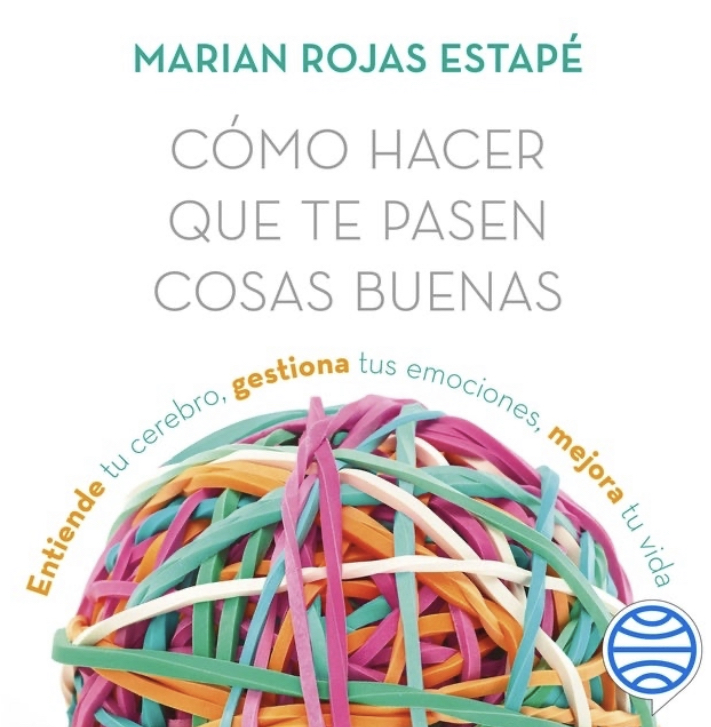 MARIAN ROJAS ESTAPÉ
CÓMO HACER
QUE TE PASEN
COSAS BUENAS
Entiende tu cerebro, gestiona tus emociones, mejora tu vida